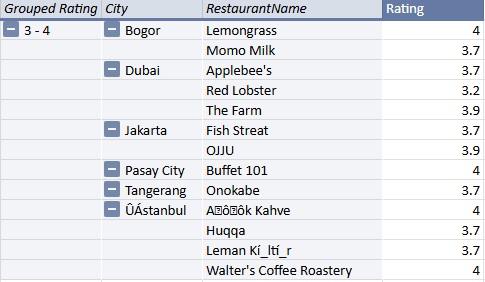 Grouped Rating City RestaurantName Rating
3 - 4 Bogor Lemongrass 4
Momo Milk 3.7
Dubai Applebee's 3.7
Red Lobster 3.2
The Farm 3.9
Jakarta Fish Streat 3.7
OJJU 3.9
Pasay City Buffet 101 4
Tangerang Onokabe 3.7
ÛÁstanbul A�ô�ôk Kahve 4
Huqqa 3.7
Leman Kí_ltí_r 3.7
Walter's Coffee Roastery 4